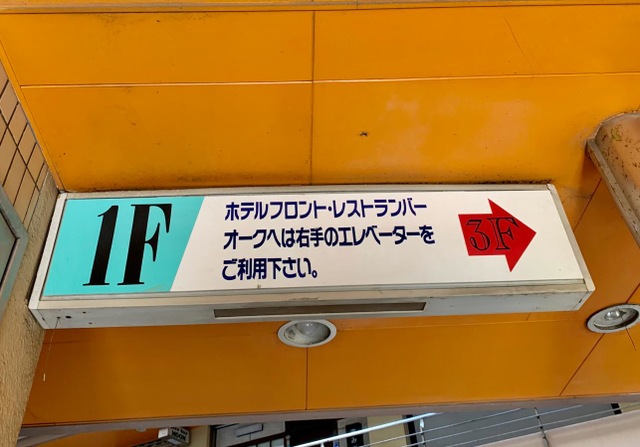 1F
ホテルフロント・レストランバー
オークへは右手のエレベーターを
ご利用下さい。
3F